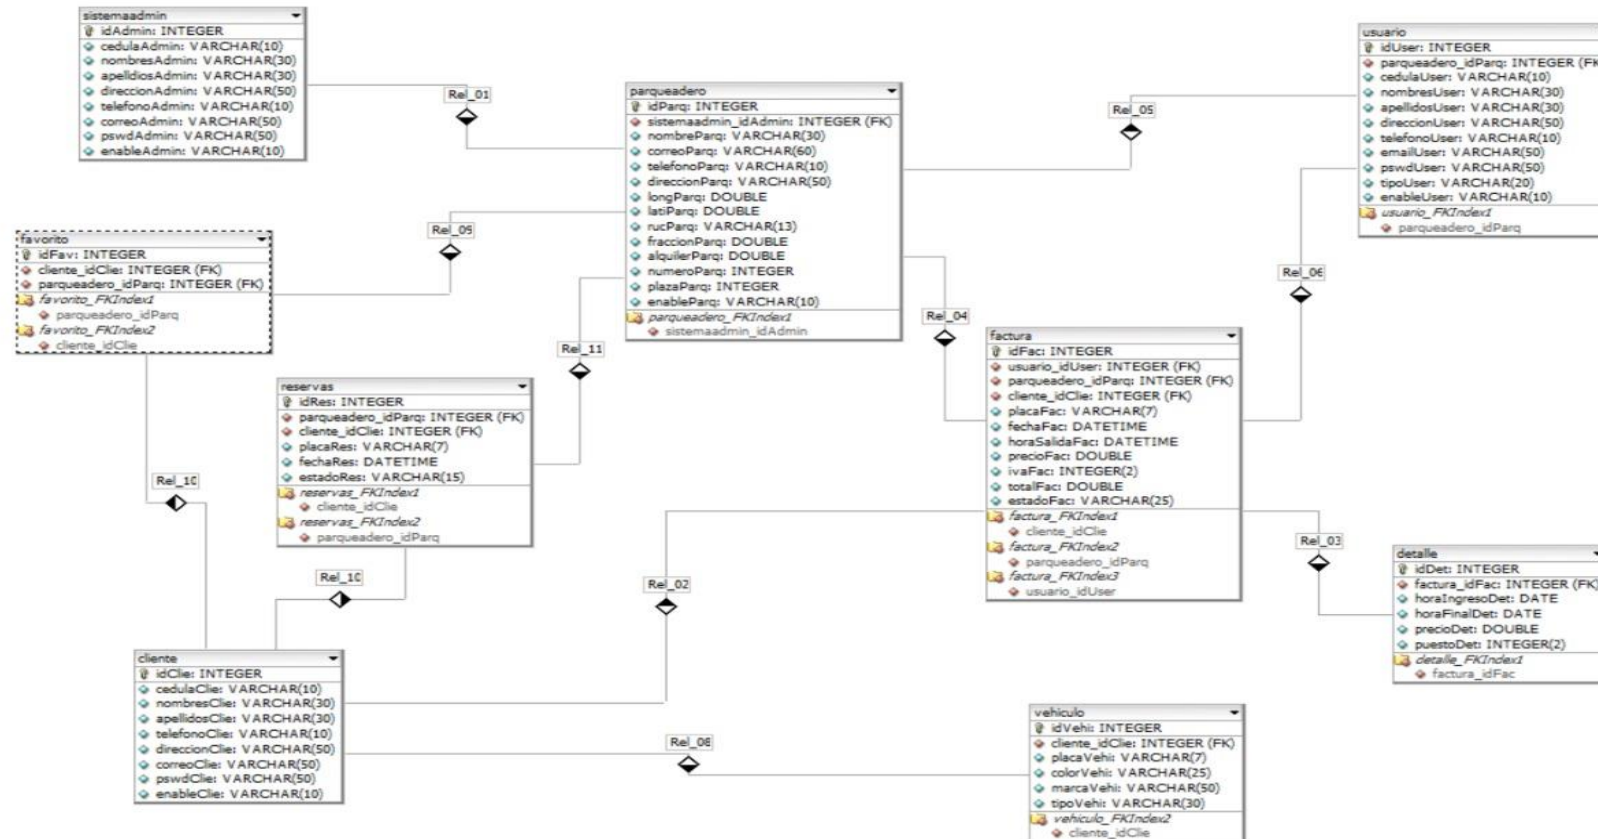 sistemaadmin
idAdmin: INTEGER
cedulaAdmin: VARCHAR(10)
nombresAdmin: VARCHAR(30)
apelldiosAdmin: VARCHAR(30)
direccionAdmin: VARCHAR(50)
telefonoAdmin: VARCHAR(10)
correoAdmin: VARCHAR(50)
pswdAdmin: VARCHAR(50)
enableAdmin: VARCHAR(10)
Rel_01
parqueadero
idParq: INTEGER
sistemaadmin_idAdmin: INTEGER (FK)
nombreParq: VARCHAR(30)
correoParq: VARCHAR(60)
telefonoParq: VARCHAR(10)
direccionParq: VARCHAR(50)
longParq: DOUBLE
latiParq: DOUBLE
rucParq: VARCHAR(13)
fraccionParq: DOUBLE
alquilerParq: DOUBLE
numeroParq: INTEGER
plazaParq: INTEGER
enableParq: VARCHAR(10)
parqueadero_FKIndex1
sistemaadmin_idAdmin
Rel_05
usuario
idUser: INTEGER
parqueadero_idParq: INTEGER (FK
cedulaUser: VARCHAR(10)
nombresUser: VARCHAR(30)
apellidosUser: VARCHAR(30)
direccionUser: VARCHAR(50)
telefonoUser: VARCHAR(10)
emailUser: VARCHAR(50)
pswdUser: VARCHAR(50)
tipoUser: VARCHAR(20)
enableUser: VARCHAR(10)
usuario_FKIndex1
parqueadero_idParq
Rel_09
favorito
idFav: INTEGER
cliente_idClie: INTEGER (FK)
parqueadero_idParq: INTEGER (FK)
favorito_FKIndex1
parqueadero_idParq
favorito_FKIndex2
cliente_idClie
Rel_06
Rel_04
Rel_11
factura
idFac: INTEGER
usuario_idUser: INTEGER (FK)
parqueadero_idParq: INTEGER (FK)
cliente_idClie: INTEGER (FK)
placaFac: VARCHAR(7)
fechaFac: DATETIME
horaSalidaFac: DATETIME
precioFac: DOUBLE
ivaFac: INTEGER(2)
totalFac: DOUBLE
estadoFac: VARCHAR(25)
factura_FKIndex1
cliente_idClie
factura_FKIndex2
parqueadero_idParq
factura_FKIndex3
usuario_idUser
reservas
idRes: INTEGER
parqueadero_idParq: INTEGER (FK)
cliente_idClie: INTEGER (FK)
placaRes: VARCHAR(7)
fechaRes: DATETIME
estadoRes: VARCHAR(15)
reservas_FKIndex1
cliente_idClie
reservas_FKIndex2
parqueadero_idParq
Rel_10
Rel_10
Rel_02
Rel_03
detalle
idDet: INTEGER
factura_idFac: INTEGER (FK)
horaIngresoDet: DATE
horaFinalDet: DATE
precioDet: DOUBLE
puestoDet: INTEGER(2)
detalle_FKIndex1
factura_idFac
cliente
idClie: INTEGER
cedulaClie: VARCHAR(10)
nombresClie: VARCHAR(30)
apellidosClie: VARCHAR(30)
telefonoClie: VARCHAR(10)
direccionClie: VARCHAR(50)
correoClie: VARCHAR(50)
pswdClie: VARCHAR(50)
enableClie: VARCHAR(10)
Rel_08
vehiculo
idVehi: INTEGER
cliente_idClie: INTEGER (FK)
placaVehi: VARCHAR(7)
colorVehi: VARCHAR(25)
marcaVehi: VARCHAR(50)
tipoVehi: VARCHAR(30)
vehiculo_FKIndex2
cliente_idClie